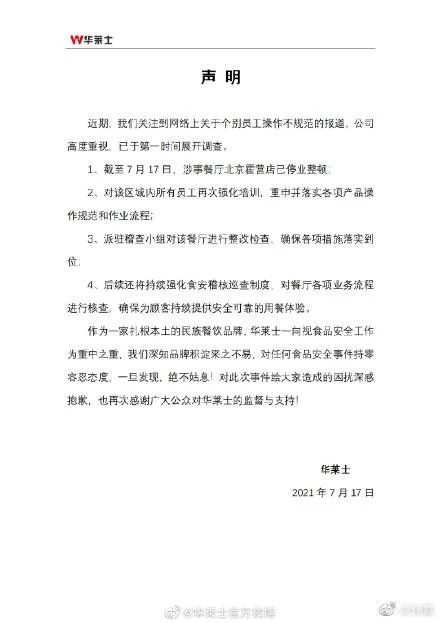 华莱士
声 明
近期，我们关注到网络上关于个别员工操作不规范的报道，公司
高度重视，已于第一时间展开调查。
1、截至 7 月 17 日，涉事餐厅北京霍营店已停业整顿；
2、对该区域内所有员工再次强化培训，重申并落实各项产品操
作规范和作业流程；
3、派驻稽查小组对该餐厅进行整改检查，确保各项措施落实到
位；
4、后续还将持续强化食安稽核巡查制度，对餐厅各项业务流程
进行核查，确保为顾客持续提供安全可靠的用餐体验。
作为一家扎根本土的民族餐饮品牌，华莱士一向视食品安全工作
为重中之重，我们深知品牌积淀来之不易，对任何食品安全事件持零
容忍态度，一旦发现，绝不姑息！对此次事件给大家造成的困扰深感
抱歉，也再次感谢广大公众对华莱士的监督与支持！
华莱士
2021 年 7 月 17 日
@华莱士官方微博